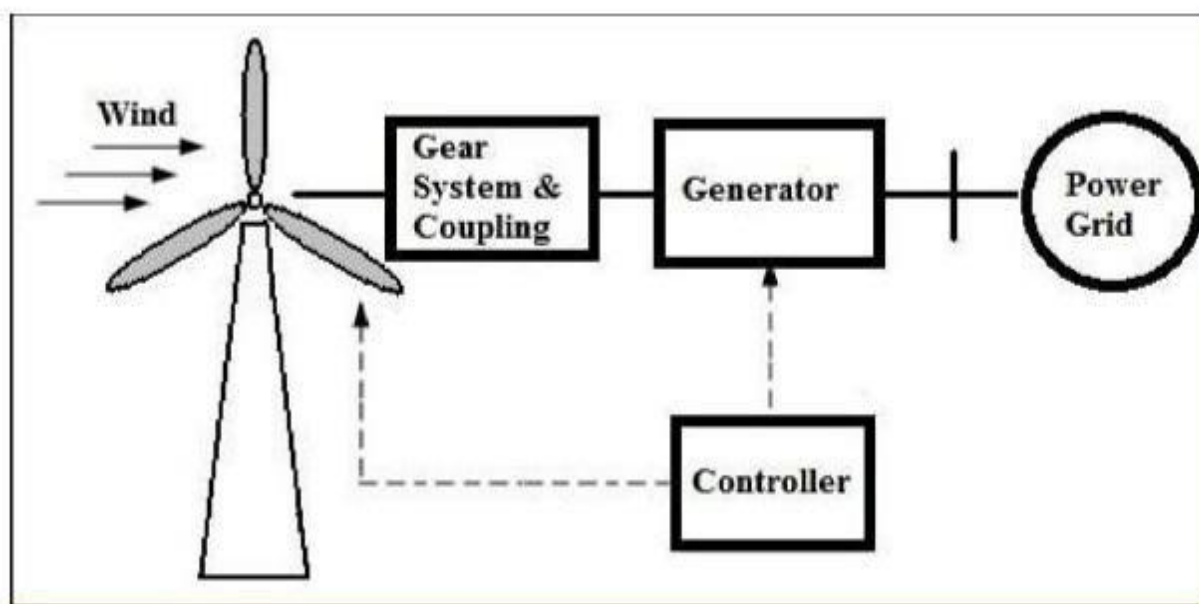 Wind
Gear
System &
Coupling
Generator
Power
Grid
Controller